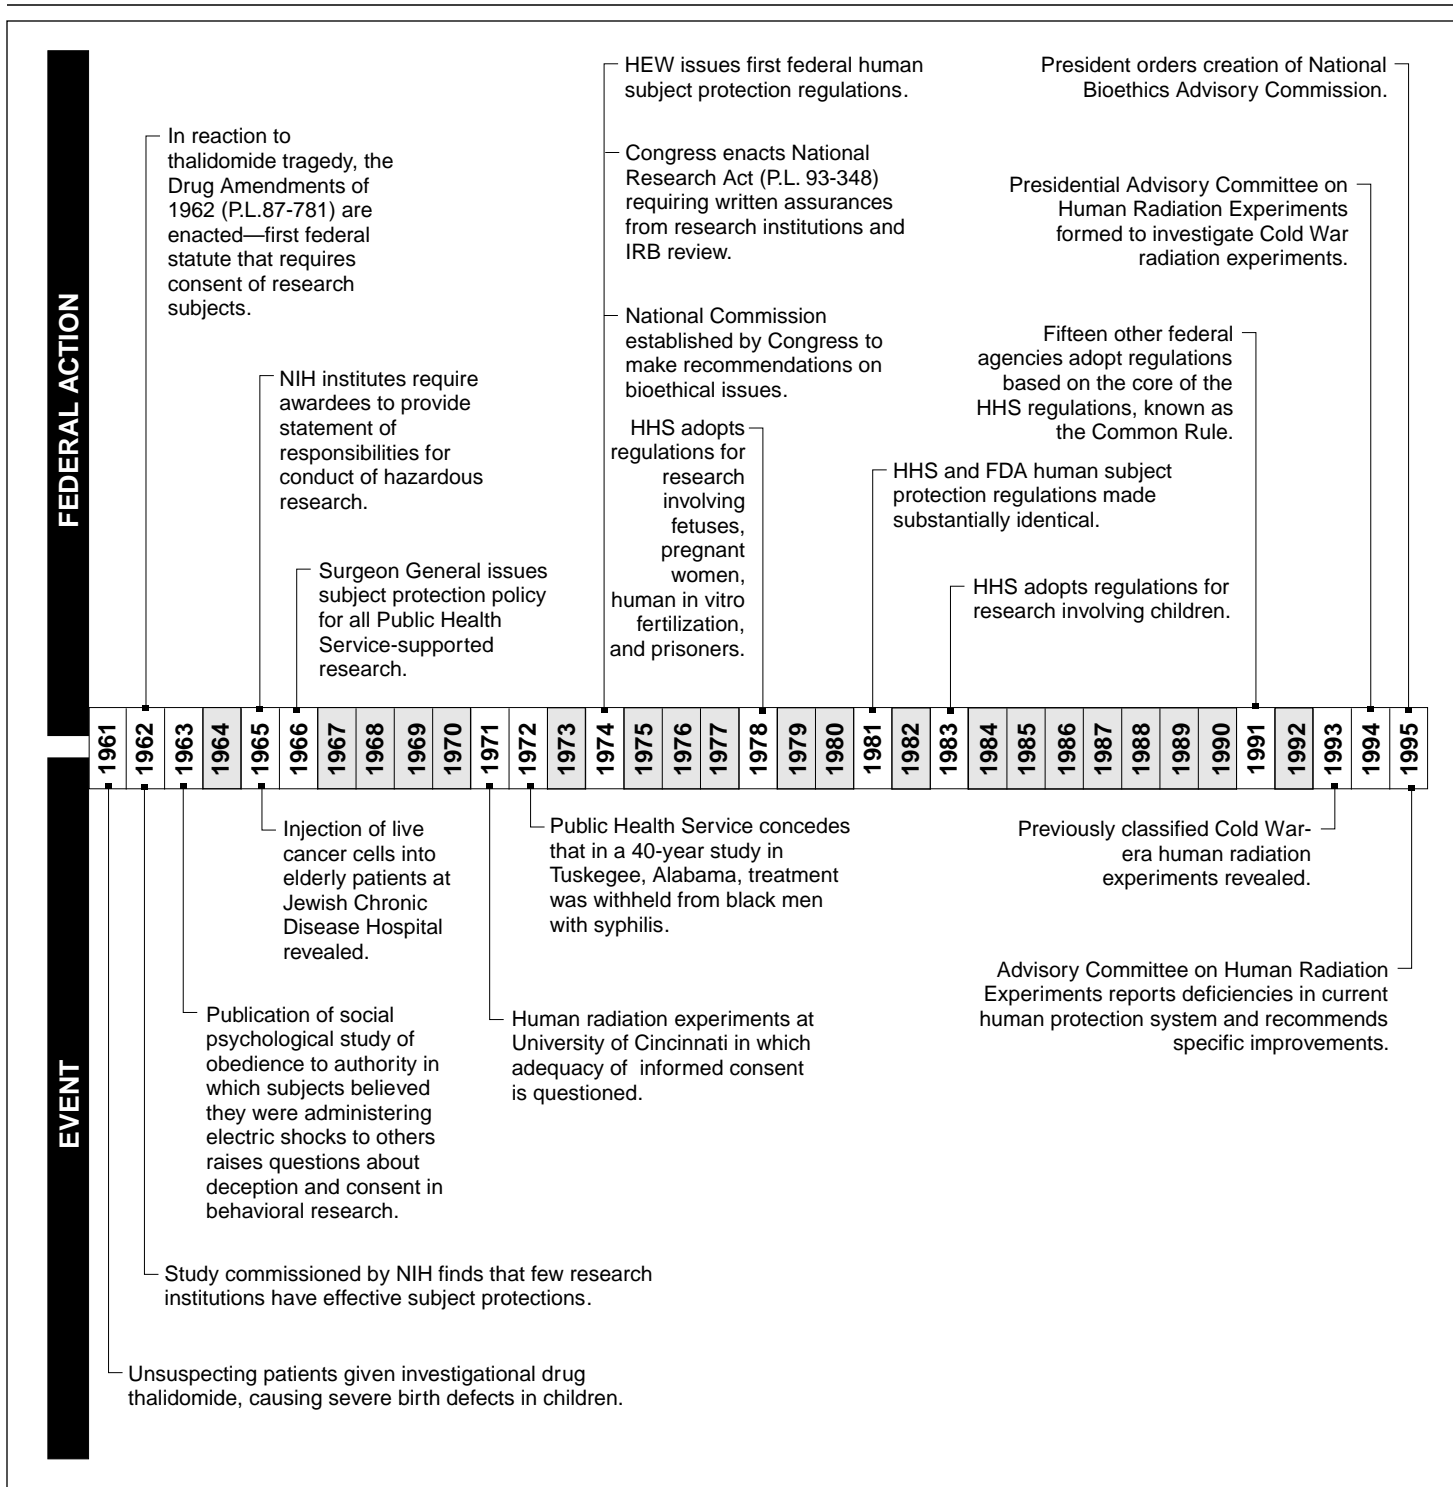 FEDERAL ACTION
In reaction to
thalidomide tragedy, the
Drug Amendments of
1962 (P.L.87-781) are
enacted—first federal
statute that requires
consent of research
subjects.
NIH institutes require
awardees to provide
statement of
responsibilities for
conduct of hazardous
research.
Surgeon General issues
subject protection policy
for all Public Health
Service-supported
research.
HEW issues first federal human
subject protection regulations.
Congress enacts National
Research Act (P.L. 93-348)
requiring written assurances
from research institutions and
IRB review.
National Commission
established by Congress to
make recommendations on
bioethical issues.
HHS adopts
regulations for
research
involving
fetuses,
pregnant
women,
human in vitro
fertilization,
and prisoners.
HHS and FDA human subject
protection regulations made
substantially identical.
HHS adopts regulations for
research involving children.
Fifteen other federal
agencies adopt regulations
based on the core of the
HHS regulations, known as
the Common Rule.
Presidential Advisory Committee on
Human Radiation Experiments
formed to investigate Cold War
radiation experiments.
President orders creation of National
Bioethics Advisory Commission.
1961
1962
1963
1964
1965
1966
1967
1968
1969
1970
1971
1972
1973
1974
1975
1976
1977
1978
1979
1980
1981
1982
1983
1984
1985
1986
1987
1988
1989
1990
1991
1992
1993
1994
1995
EVENT
Unsuspecting patients given investigational drug
thalidomide, causing severe birth defects in children.
Study commissioned by NIH finds that few research
institutions have effective subject protections.
Publication of social
psychological study of
obedience to authority in
which subjects believed
they were administering
electric shocks to others
raises questions about
deception and consent in
behavioral research.
Injection of live
cancer cells into
elderly patients at
Jewish Chronic
Disease Hospital
revealed.
Human radiation experiments at
University of Cincinnati in which
adequacy of  informed consent
is questioned.
Public Health Service concedes
that in a 40-year study in
Tuskegee, Alabama, treatment
was withheld from black men
with syphilis.
Previously classified Cold War-
era human radiation
experiments revealed.
Advisory Committee on Human Radiation
Experiments reports deficiencies in current
human protection system and recommends
specific improvements.